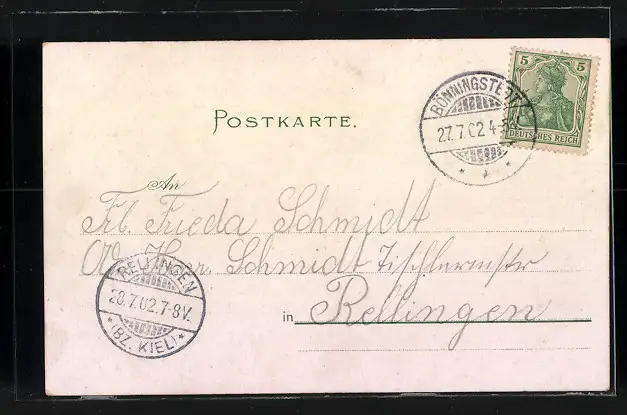 5 5
DEUTSCHES REICH
BÖNNINGSTEDT
27.7.02 4-
POSTKARTE.
An
Frl. Frieda Schmidt
Herr. Schmidt Tischlermstr
RELLINGEN
28.7.02.7-8V.
*(BZ. KIEL)*
in Rellingen